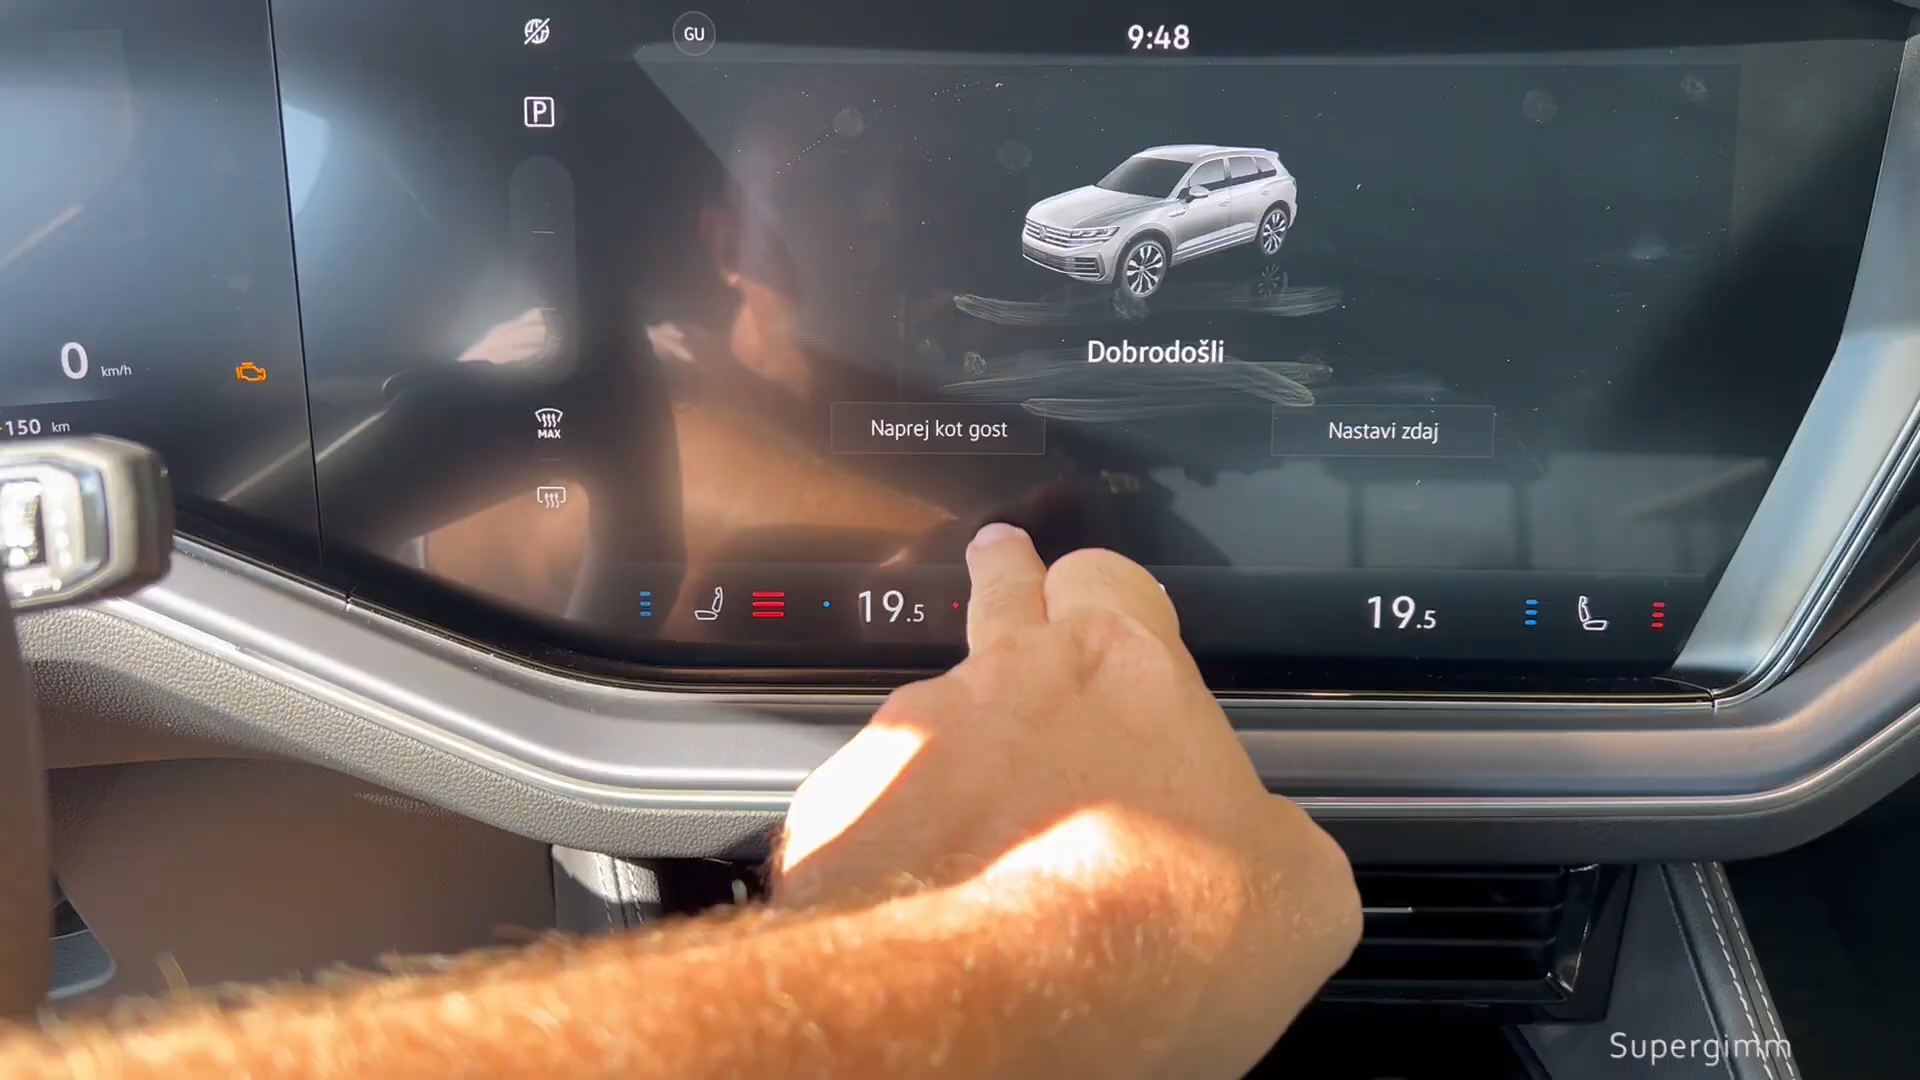 GU
9:48
P
0 km/h
150 km
MAX
Dobrodošli
Naprej kot gost
Nastavi zdaj
19.5
19.5
Supergimm